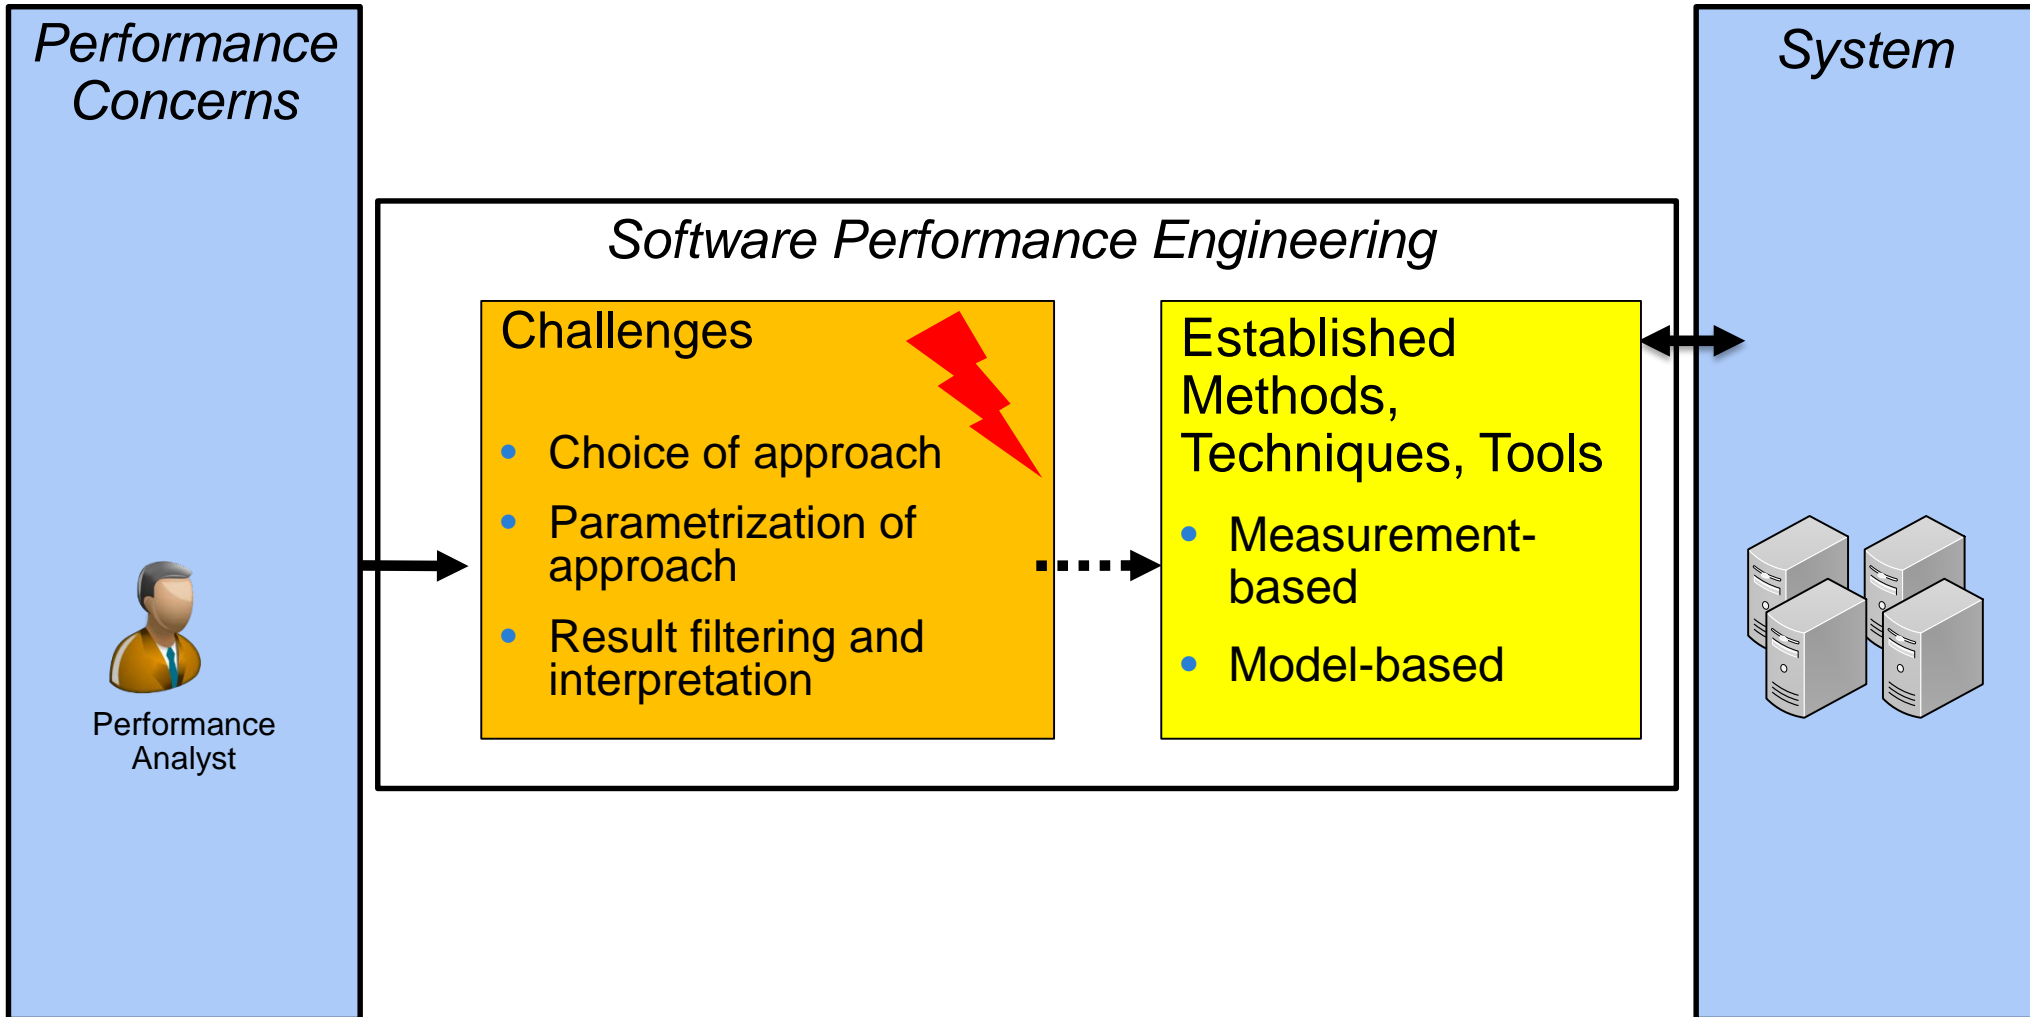 Performance
Concerns
Performance
Analyst
Software Performance Engineering
Challenges
• Choice of approach
• Parametrization of
approach
• Result filtering and
interpretation
Established
Methods,
Techniques, Tools
• Measurement-
based
• Model-based
System